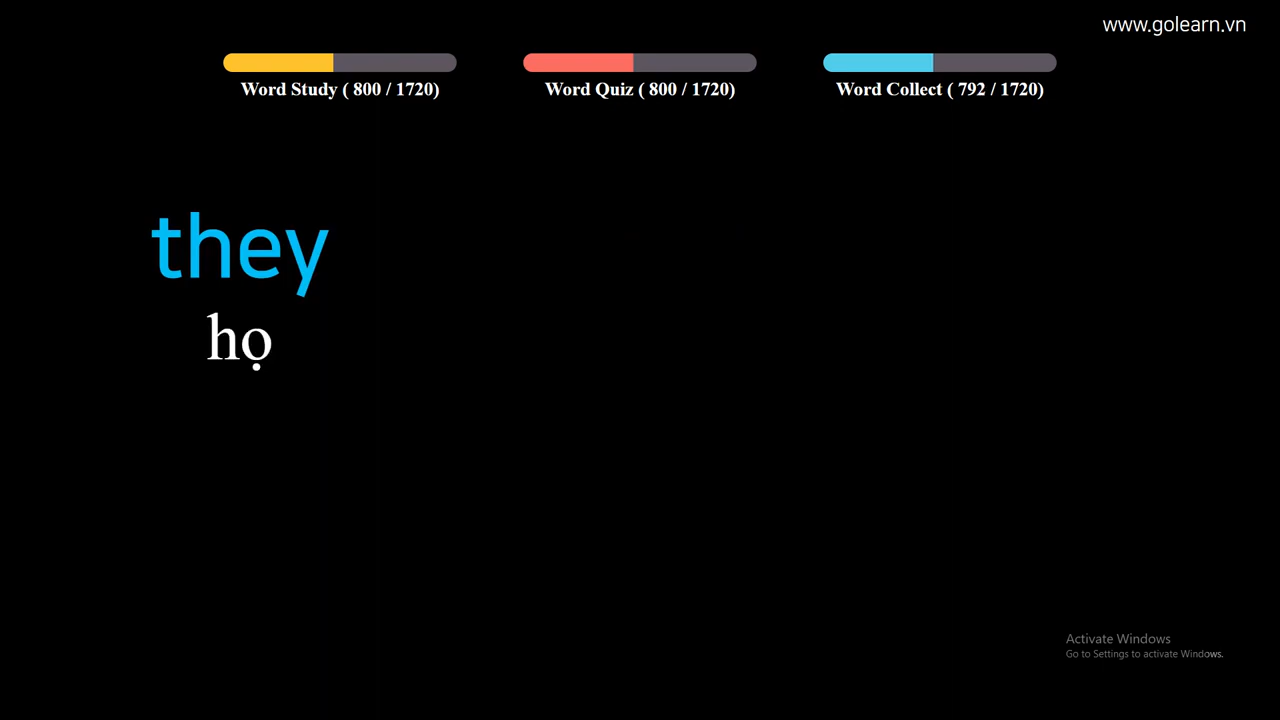 www.golearn.vn
Word Study ( 800 / 1720)
Word Quiz ( 800 / 1720)
Word Collect ( 792 / 1720)
they
họ
Activate Windows
Go to Settings to activate Windows.